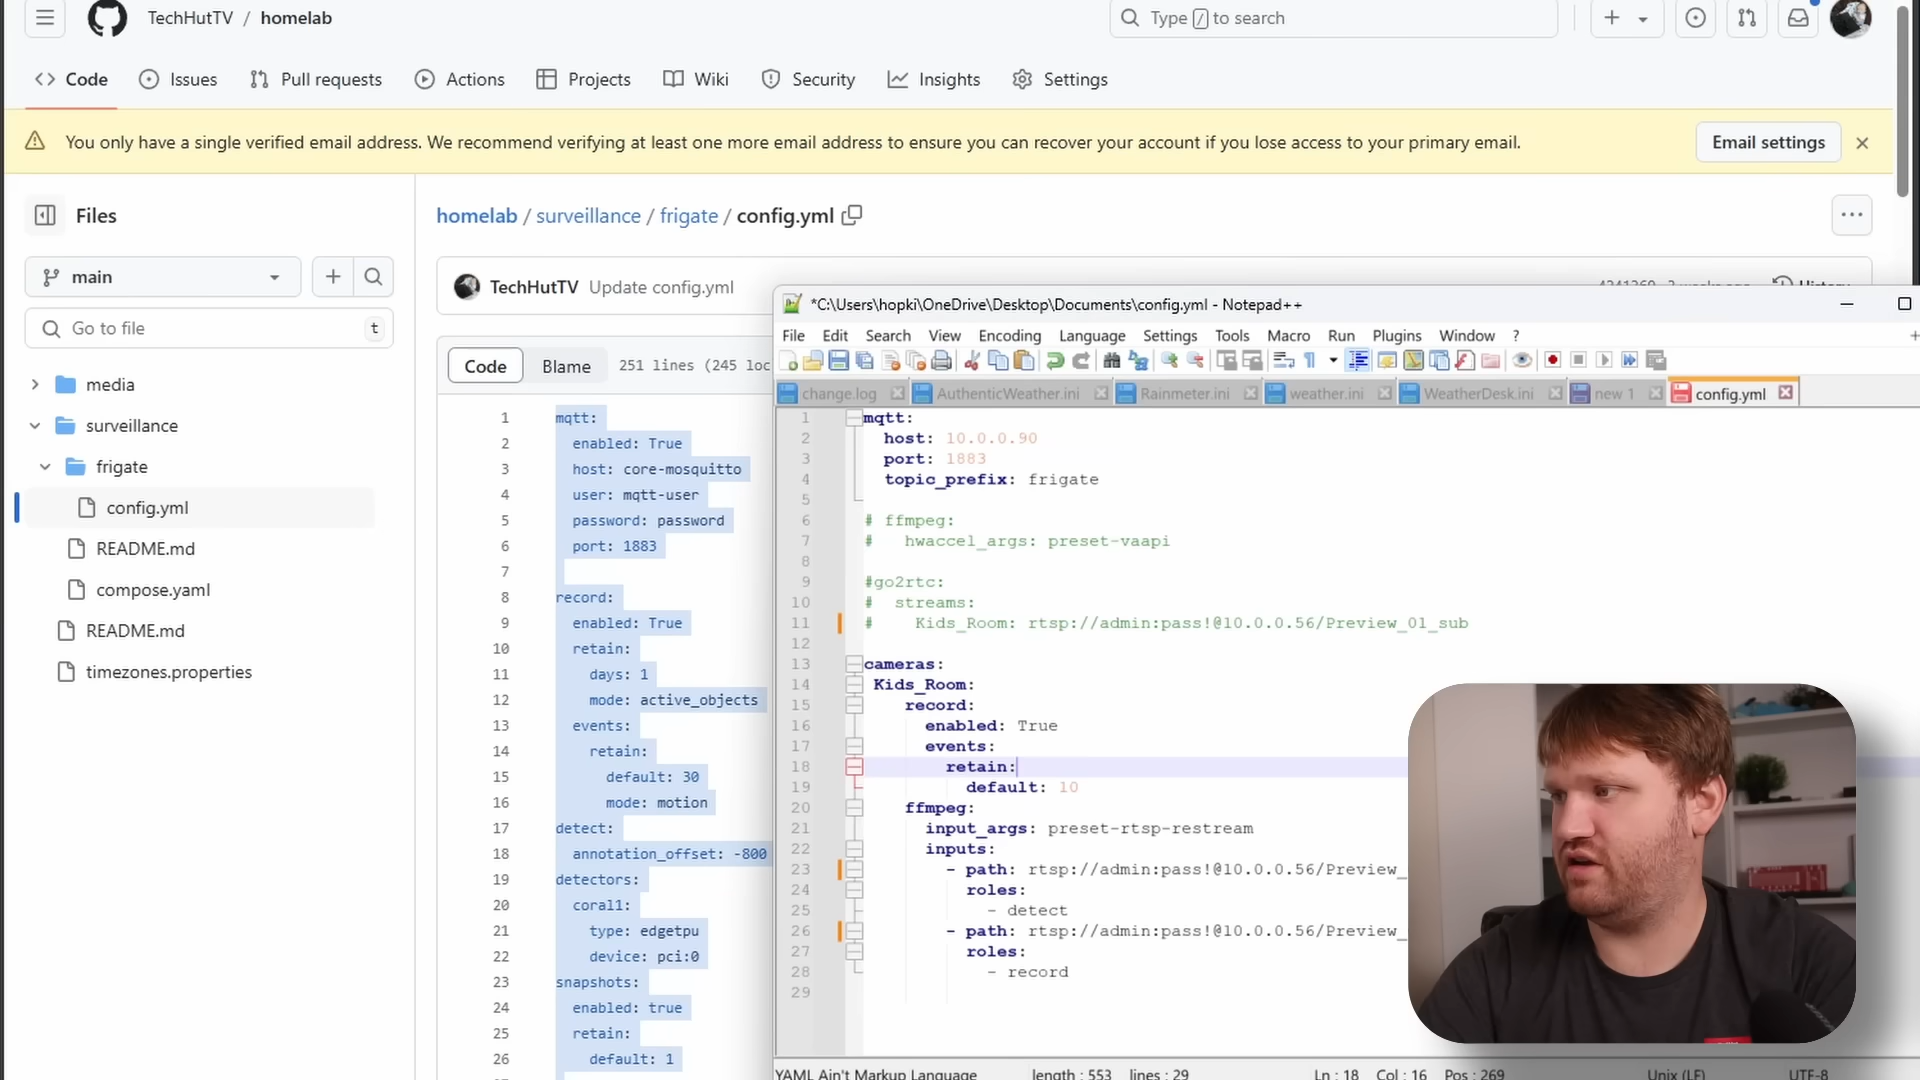 TechHutTV / homelab
Type / to search
Code Issues Pull requests Actions Projects Wiki Security Insights Settings
You only have a single verified email address. We recommend verifying at least one more email address to ensure you can recover your account if you lose access to your primary email.
Email settings
Files
main
Go to file t
media
surveillance
frigate
config.yml
README.md
compose.yaml
README.md
timezones.properties
homelab / surveillance / frigate / config.yml
TechHutTV Update config.yml
Code Blame 251 lines (245 loc
1 mqtt:
2 enabled: True
3 host: core-mosquitto
4 user: mqtt-user
5 password: password
6 port: 1883
7
8 record:
9 enabled: True
10 retain:
11 days: 1
12 mode: active_objects
13 events:
14 retain:
15 default: 30
16 mode: motion
17 detect:
18 annotation_offset: -800
19 detectors:
20 coral1:
21 type: edgetpu
22 device: pci:0
23 snapshots:
24 enabled: true
25 retain:
26 default: 1
*C:\Users\hopki\OneDrive\Desktop\Documents\config.yml - Notepad++
File Edit Search View Encoding Language Settings Tools Macro Run Plugins Window ?
change.log AuthenticWeather.ini Rainmeter.ini weather.ini WeatherDesk.ini new 1 config.yml
1 mqtt:
2 host: 10.0.0.90
3 port: 1883
4 topic_prefix: frigate
5
6 # ffmpeg:
7 # hwaccel_args: preset-vaapi
8
9 #go2rtc:
10 # streams:
11 # Kids_Room: rtsp://admin:pass!@10.0.0.56/Preview_01_sub
12
13 cameras:
14 Kids_Room:
15 record:
16 enabled: True
17 events:
18 retain:
19 default: 10
20 ffmpeg:
21 input_args: preset-rtsp-restream
22 inputs:
23 - path: rtsp://admin:pass!@10.0.0.56/Preview_
24 roles:
25 - detect
26 - path: rtsp://admin:pass!@10.0.0.56/Preview_
27 roles:
28 - record
29
YAML Ain't Markup Language length : 553 lines : 29 Ln : 18 Col : 16 Pos : 269 Unix (LF) UTF-8